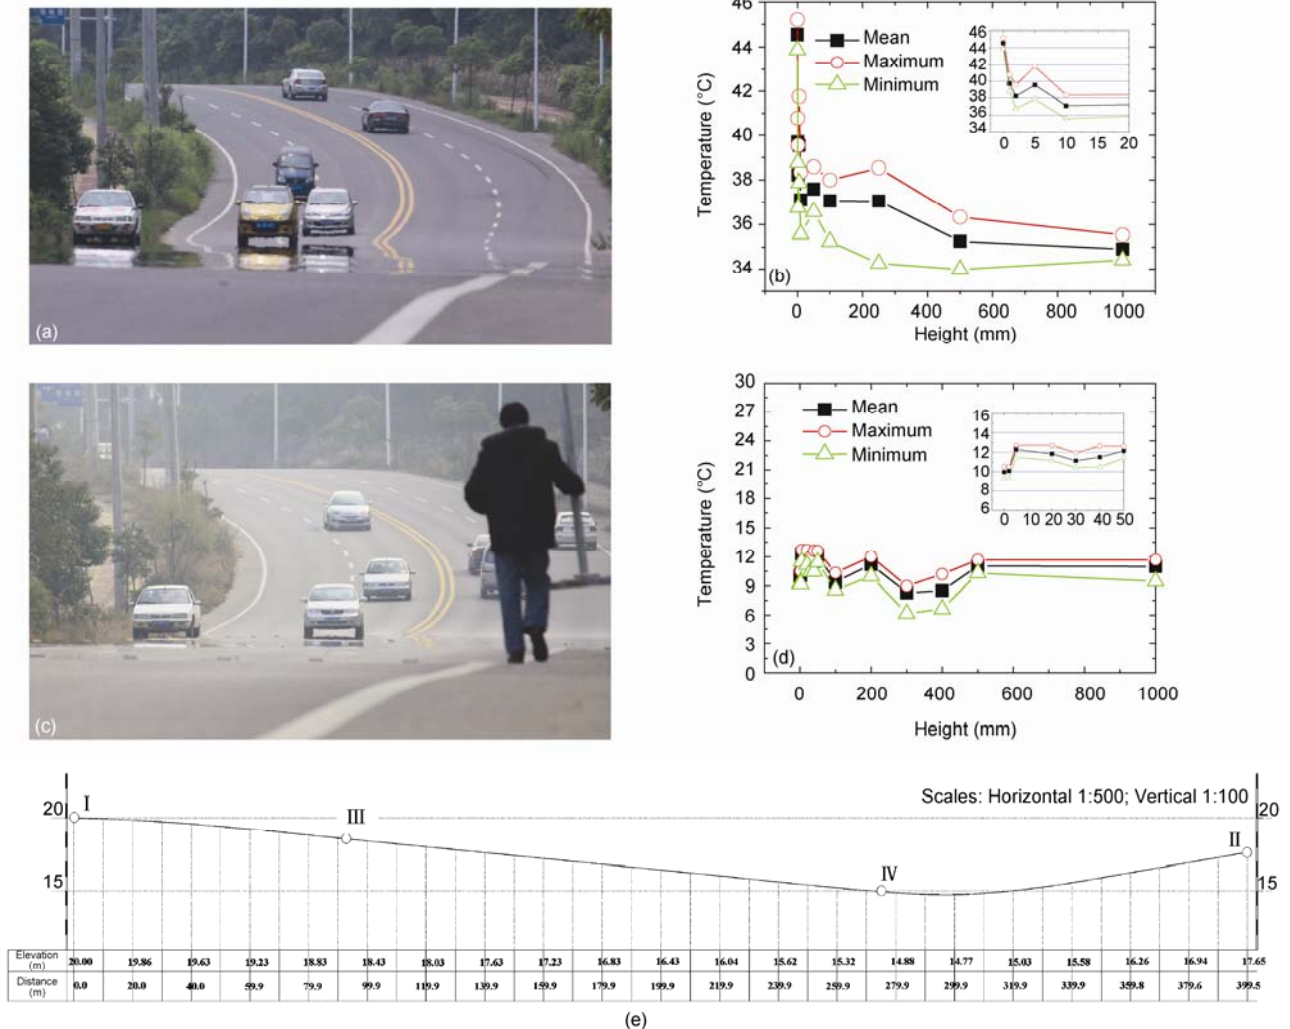 (a)
46
44
42
40
38
36
34
Temperature (°C)
Mean
Maximum
Minimum
46
44
42
40
38
36
34
0 5 10 15 20
(b)
0 200 400 600 800 1000
Height (mm)
(c)
30
27
24
21
18
15
12
9
6
3
0
Temperature (°C)
Mean
Maximum
Minimum
16
14
12
10
8
6
0 10 20 30 40 50
(d)
0 200 400 600 800 1000
Height (mm)
Scales: Horizontal 1:500; Vertical 1:100
20 I III 20
II
15 IV 15
Elevation (m) 20.00 19.86 19.63 19.23 18.83 18.43 18.03 17.63 17.23 16.83 16.43 16.04 15.62 15.32 14.88 14.77 15.03 15.58 16.26 16.94 17.65
Distance (m) 0.0 20.0 40.0 59.9 79.9 99.9 119.9 139.9 159.9 179.9 199.9 219.9 239.9 259.9 279.9 299.9 319.9 339.9 359.8 379.6 399.5
(e)